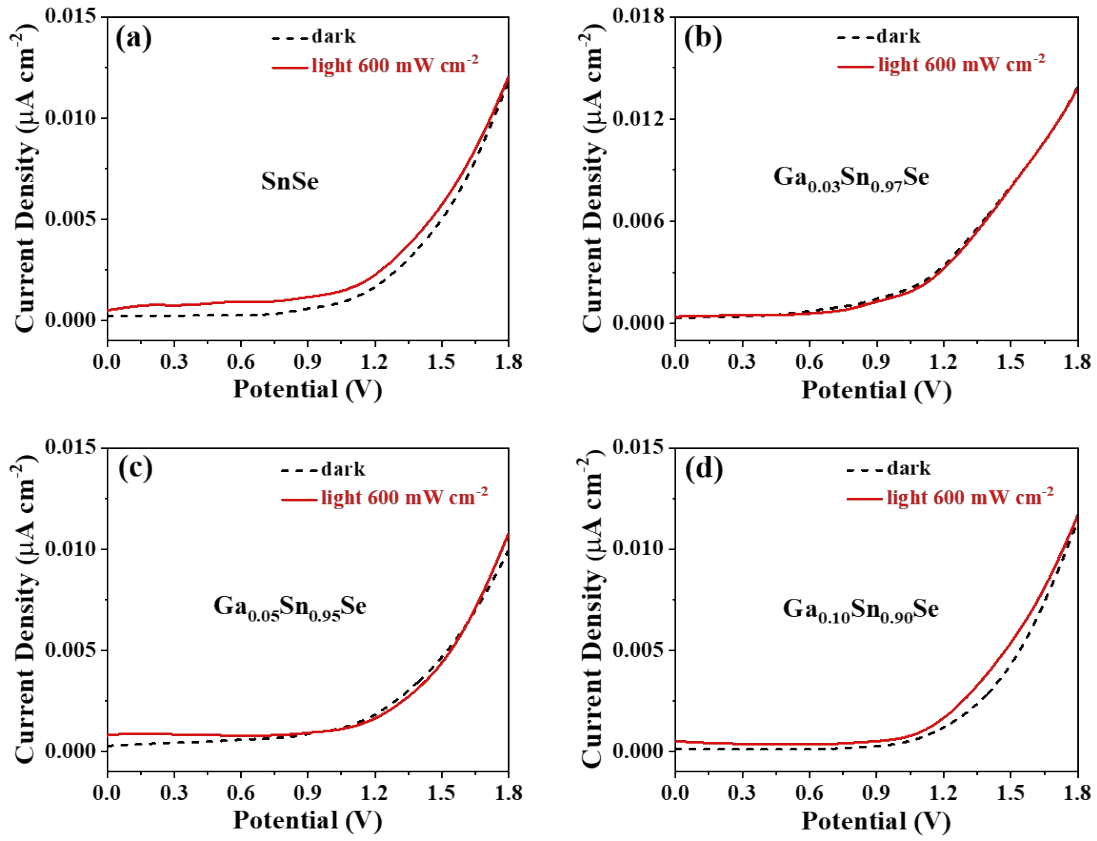 (a)
dark
light 600 mW cm⁻²
SnSe
Current Density (μA cm⁻²)
0.015
0.010
0.005
0.000
0.0 0.3 0.6 0.9 1.2 1.5 1.8
Potential (V)
(b)
dark
light 600 mW cm⁻²
Ga₀.₀₃Sn₀.₉₇Se
Current Density (μA cm⁻²)
0.018
0.012
0.006
0.000
0.0 0.3 0.6 0.9 1.2 1.5 1.8
Potential (V)
(c)
dark
light 600 mW cm⁻²
Ga₀.₀₅Sn₀.₉₅Se
Current Density (μA cm⁻²)
0.015
0.010
0.005
0.000
0.0 0.3 0.6 0.9 1.2 1.5 1.8
Potential (V)
(d)
dark
light 600 mW cm⁻²
Ga₀.₁₀Sn₀.₉₀Se
Current Density (μA cm⁻²)
0.015
0.010
0.005
0.000
0.0 0.3 0.6 0.9 1.2 1.5 1.8
Potential (V)